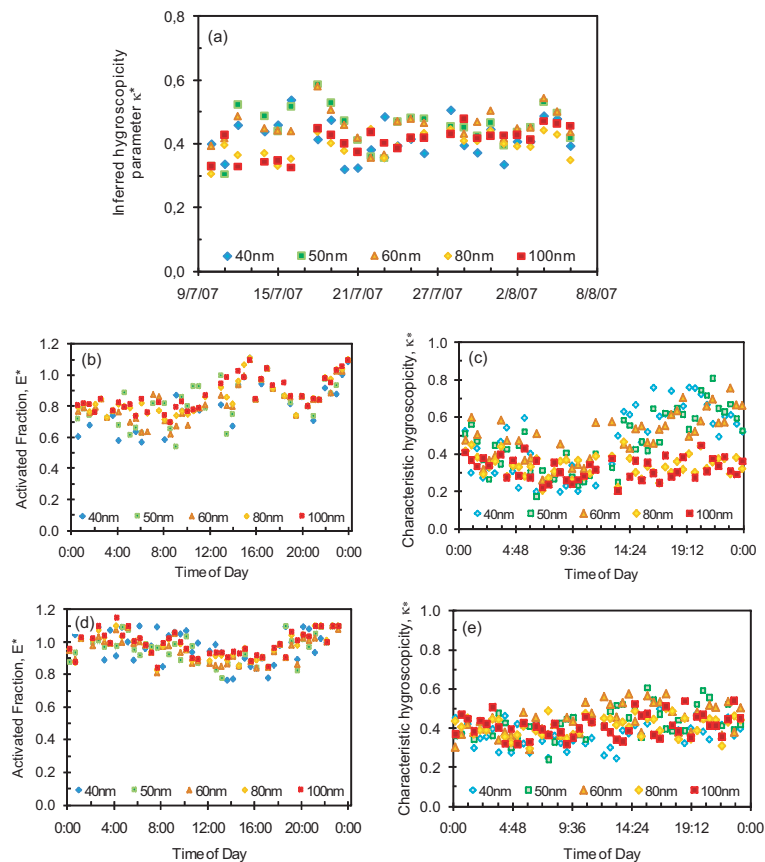 0,8
(a)
0,6
0,4
0,2
0,0
Inferred hygroscopicity
parameter κ*
40nm 50nm 60nm 80nm 100nm
9/7/07 15/7/07 21/7/07 27/7/07 2/8/07 8/8/07
1.2
(b)
1.0
0.8
0.6
0.4
0.2
0.0
Activated Fraction, E*
40nm 50nm 60nm 80nm 100nm
0:00 4:00 8:00 12:00 16:00 20:00 0:00
Time of Day
1.0
(c)
0.8
0.6
0.4
0.2
0.0
Characteristic hygroscopicity, κ*
40nm 50nm 60nm 80nm 100nm
0:00 4:48 9:36 14:24 19:12 0:00
Time of Day
1.2
(d)
1.0
0.8
0.6
0.4
0.2
0.0
Activated Fraction, E*
40nm 50nm 60nm 80nm 100nm
0:00 4:00 8:00 12:00 16:00 20:00 0:00
Time of Day
1.0
(e)
0.8
0.6
0.4
0.2
0.0
Characteristic hygroscopicity, κ*
40nm 50nm 60nm 80nm 100nm
0:00 4:48 9:36 14:24 19:12 0:00
Time of Day